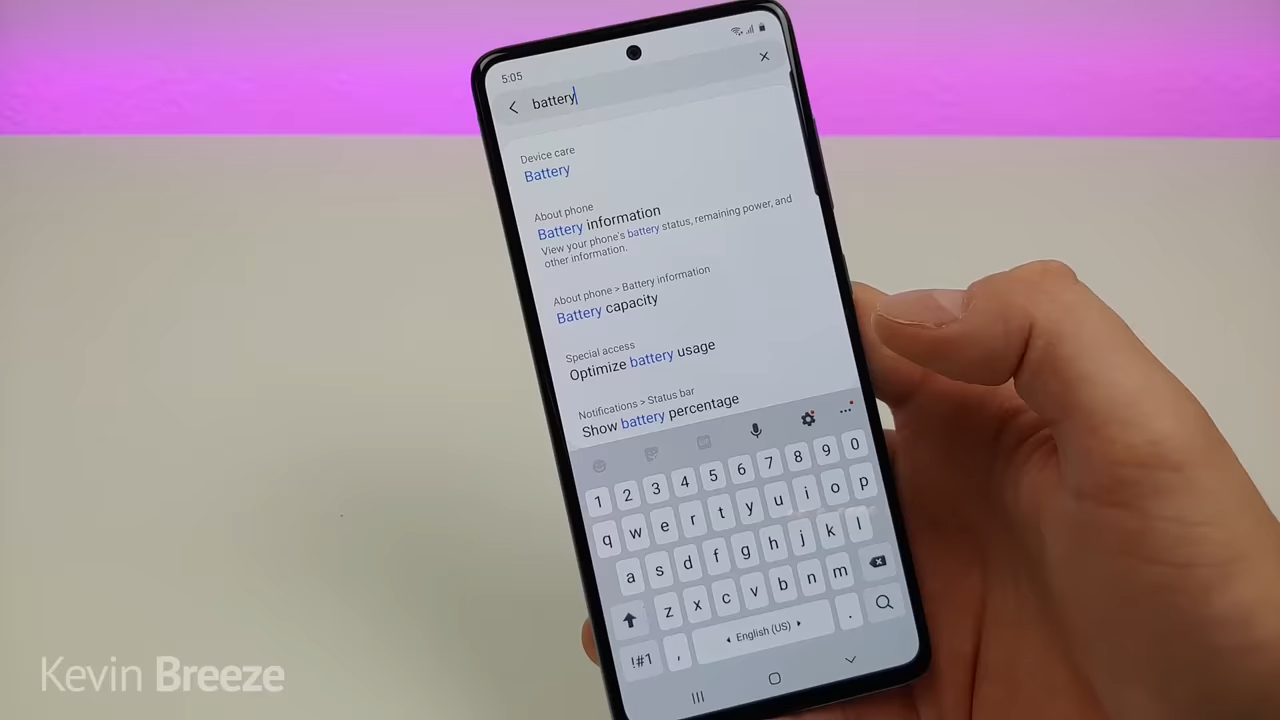 5:05
battery
Device care
Battery
About phone
Battery information
View your phone's battery status, remaining power, and
other information.
About phone > Battery information
Battery capacity
Special access
Optimize battery usage
Notifications > Status bar
Show battery percentage
GIF
1 2 3 4 5 6 7 8 9 0
q w e r t y u i o p
a s d f g h j k l
z x c v b n m
!#1 , English (US) .
Kevin Breeze